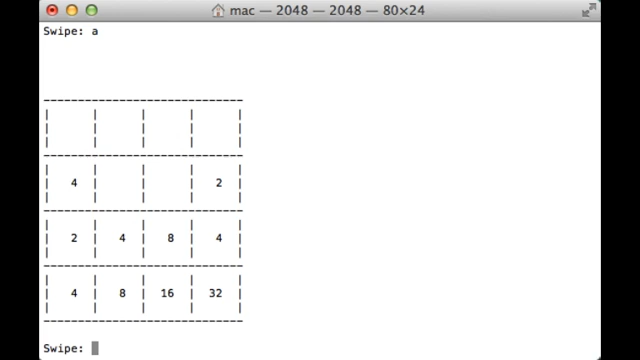 mac — 2048 — 2048 — 80×24
Swipe: a
4 2
2 4 8 4
4 8 16 32
Swipe: